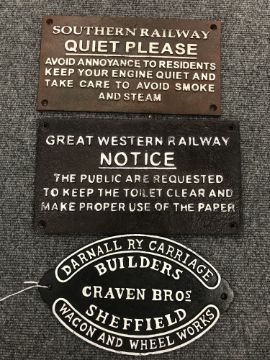 SOUTHERN RAILWAY
QUIET PLEASE
AVOID ANNOYANCE TO RESIDENTS
KEEP YOUR ENGINE QUIET AND
TAKE CARE TO AVOID SMOKE
AND STEAM
GREAT WESTERN RAILWAY
NOTICE
THE PUBLIC ARE REQUESTED
TO KEEP THE TOILET CLEAR AND
MAKE PROPER USE OF THE PAPER
DARNALL RY CARRIAGE
BUILDERS
CRAVEN BROS
SHEFFIELD
WACON AND WHEEL WORKS